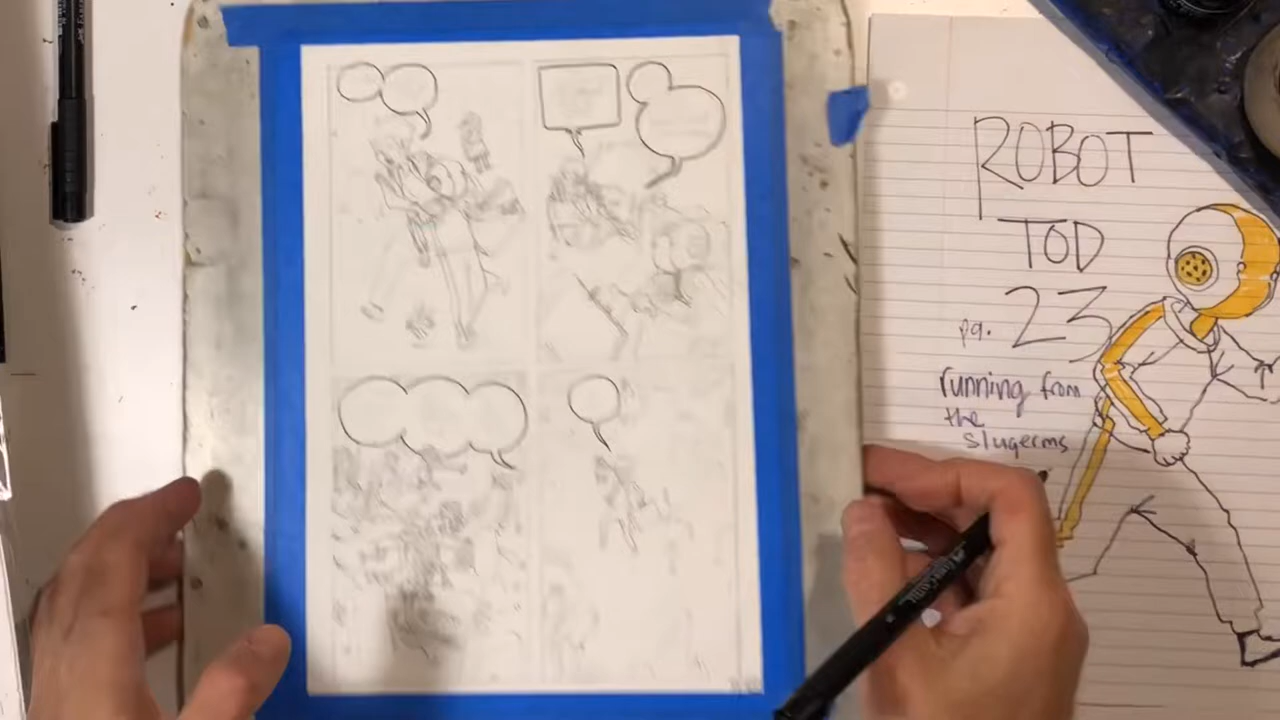 ROBOT
TOD
pg. 23
running from
the
slugerms